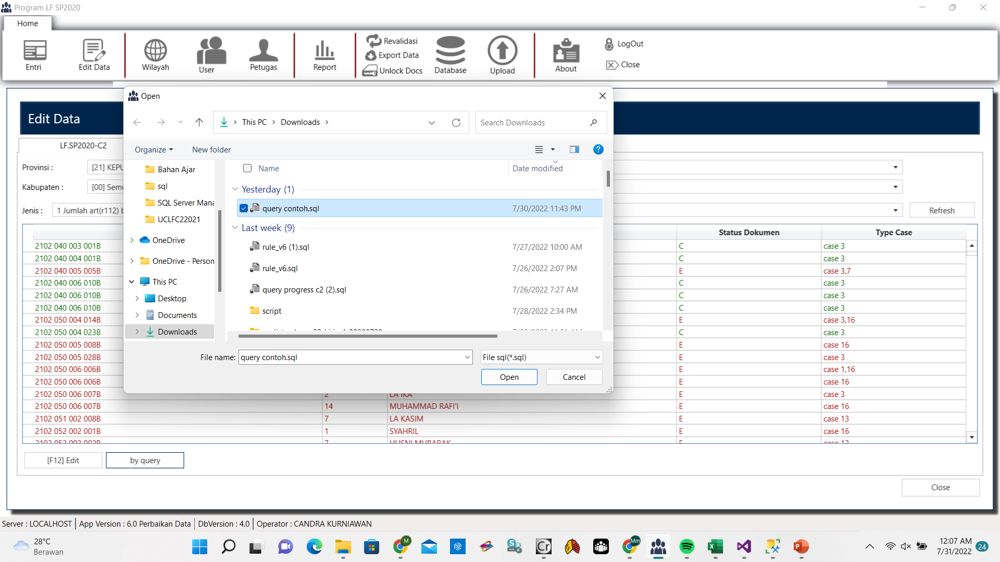 Program LF SP2020
Home
Entri
Edit Data
Wilayah
User
Petugas
Report
Revalidasi
Export Data
Unlock Docs
Database
Upload
About
LogOut
Close
Open
Edit Data
This PC
Downloads
Search Downloads
LF.SP2020-C2
Organize
New folder
?
Provinsi :
[21] KEPU
Kabupaten :
[00] Semu
Jenis :
1 Jumlah art(r112) b
Refresh
Bahan Ajar
sql
SQL Server Mana
UCLFC22021
OneDrive
OneDrive - Person
This PC
Desktop
Documents
Downloads
Name
Date modified
Yesterday (1)
query contoh.sql 7/30/2022 11:43 PM
Last week (9)
rule_v6 (1).sql 7/27/2022 10:00 AM
rule_v6.sql 7/26/2022 2:07 PM
query progress c2 (2).sql 7/26/2022 7:27 AM
script 7/28/2022 2:34 PM
File name: query contoh.sql
File sql(*.sql)
Open
Cancel
Status Dokumen Type Case
2102 040 003 001B C case 3
2102 040 004 001B C case 3
2102 040 005 005B E case 3,7
2102 040 006 010B C case 3
2102 040 006 010B C case 3
2102 040 006 010B C case 3
2102 050 004 014B E case 3,16
2102 050 004 023B C case 3
2102 050 005 008B E case 16
2102 050 005 028B E case 3
2102 050 006 006B E case 1,16
2102 050 006 006B E case 16
2102 050 006 007B 2 LA IKA E case 3
2102 050 006 007B 14 MUHAMMAD RAFI'I E case 16
2102 051 002 008B 7 LA KASIM E case 13
2102 052 002 001B 1 SYAHRIL E case 16
2102 052 003 002B 7 HUSNI MUBARAK E case 13
[F12] Edit
by query
Close
Server : LOCALHOST
App Version : 6.0 Perbaikan Data
DbVersion : 4.0
Operator : CANDRA KURNIAWAN
28°C
Berawan
M
S
2020
Cr
Mm
X
P
12:07 AM
7/31/2022
24